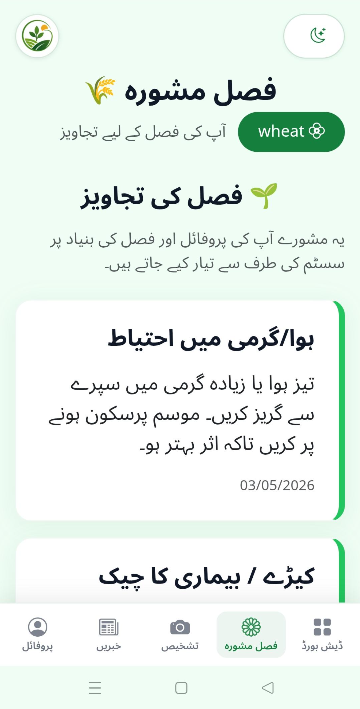 فصل مشورہ
wheat
آپ کی فصل کے لیے تجاویز
فصل کی تجاویز
یہ مشورے آپ کی پروفائل اور فصل کی بنیاد پر
سسٹم کی طرف سے تیار کیے جاتے ہیں۔
ہوا/گرمی میں احتیاط
تیز ہوا یا زیادہ گرمی میں سپرے
سے گریز کریں۔ موسم پرسکون ہونے
پر کریں تاکہ اثر بہتر ہو۔
03/05/2026
کیڑے / بیماری کا چیک
ڈیش بورڈ
فصل مشورہ
تشخیص
خبریں
پروفائل